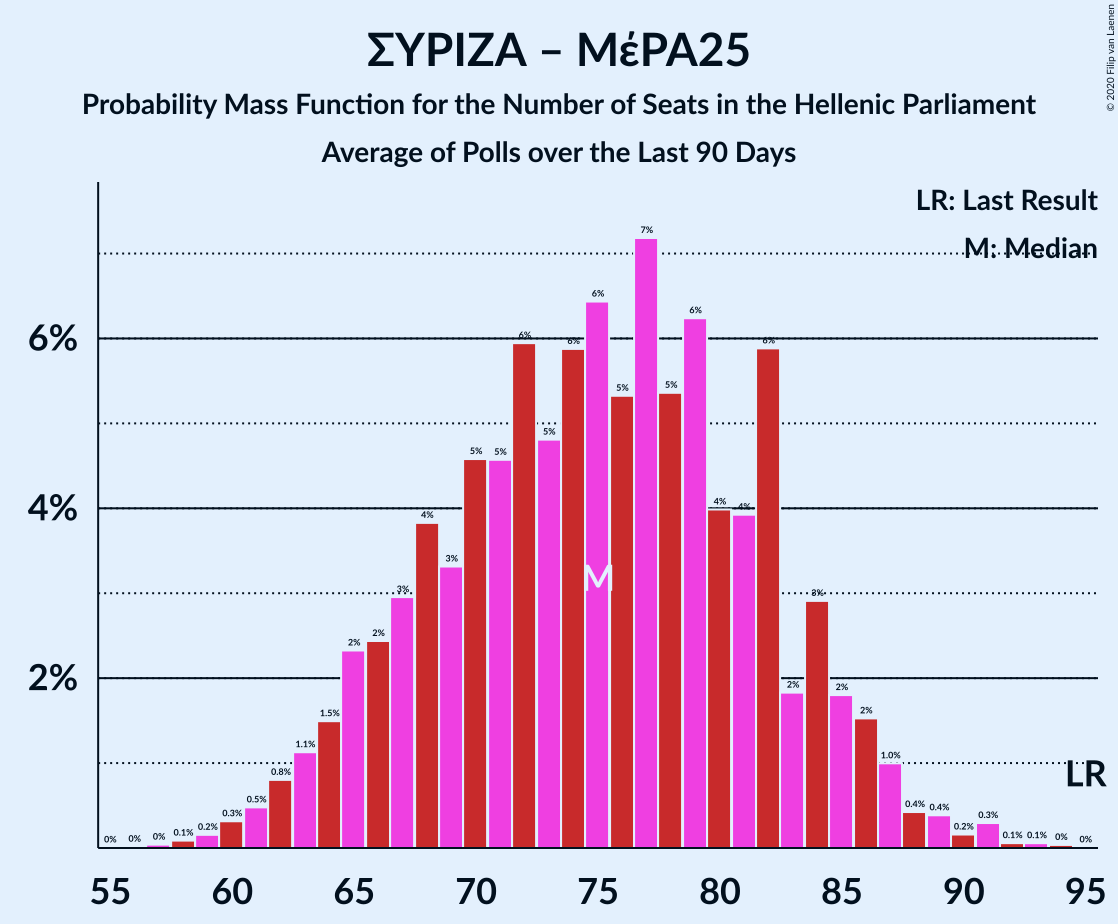 ΣΥΡΙΖΑ – ΜέΡΑ25
Probability Mass Function for the Number of Seats in the Hellenic Parliament
Average of Polls over the Last 90 Days
© 2020 Filip van Laenen
LR: Last Result
M: Median
6%
4%
2%
0% 0% 0% 0.1% 0.2% 0.3% 0.5% 0.8% 1.1% 1.5% 2% 2% 3% 4% 3% 5% 5% 6% 5% 6% 6% 5% 7% 5% 6% 4% 4% 6% 2% 3% 2% 2% 1.0% 0.4% 0.4% 0.2% 0.3% 0.1% 0.1% 0% 0%
M
LR
55 60 65 70 75 80 85 90 95